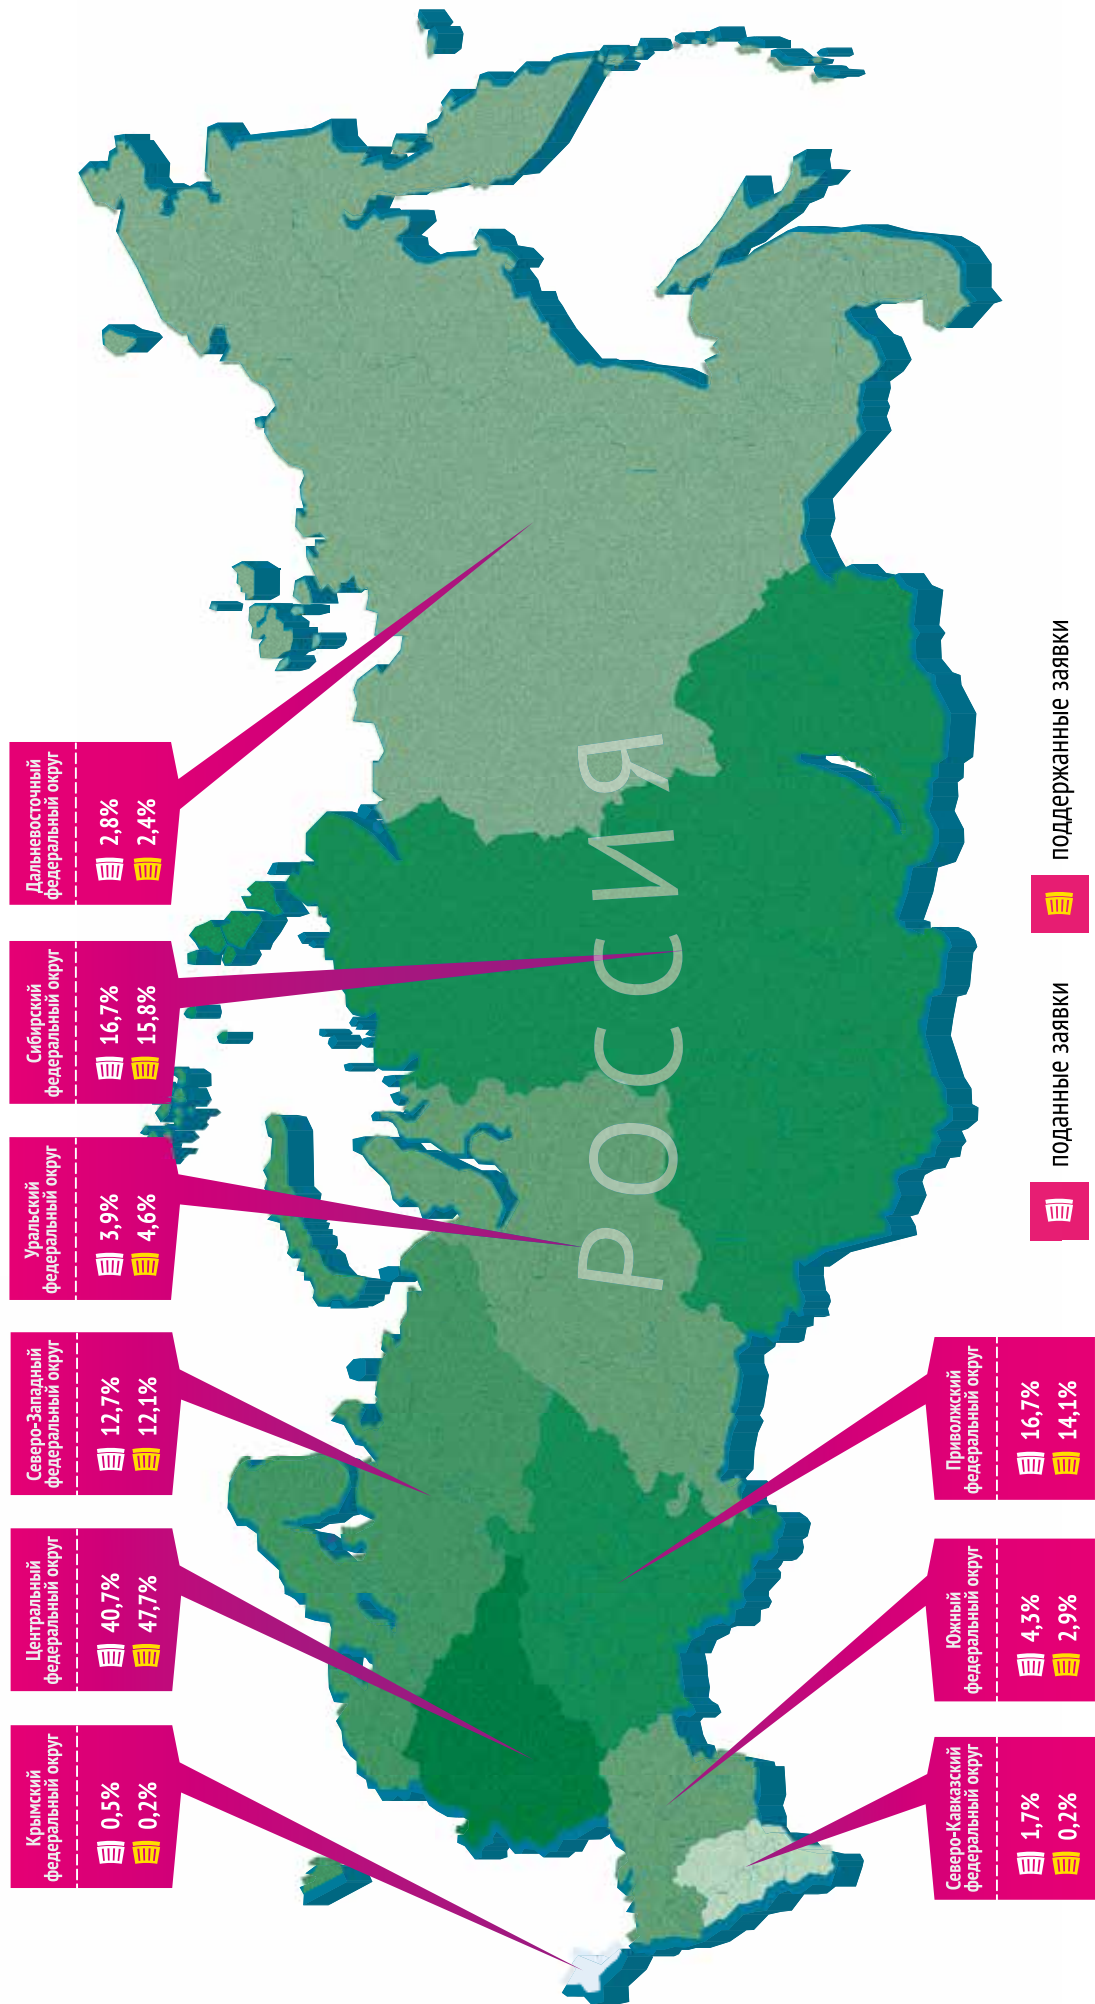 Крымский
федеральный округ
0,5%
0,2%
Центральный
федеральный округ
40,7%
47,7%
Северо-Западный
федеральный округ
12,7%
12,1%
Уральский
федеральный округ
3,9%
4,6%
Сибирский
федеральный округ
16,7%
15,8%
Дальневосточный
федеральный округ
2,8%
2,4%
РОССИЯ
Северо-Кавказский
федеральный округ
1,7%
0,2%
Южный
федеральный округ
4,3%
2,9%
Приволжский
федеральный округ
16,7%
14,1%
поданные заявки
поддержанные заявки